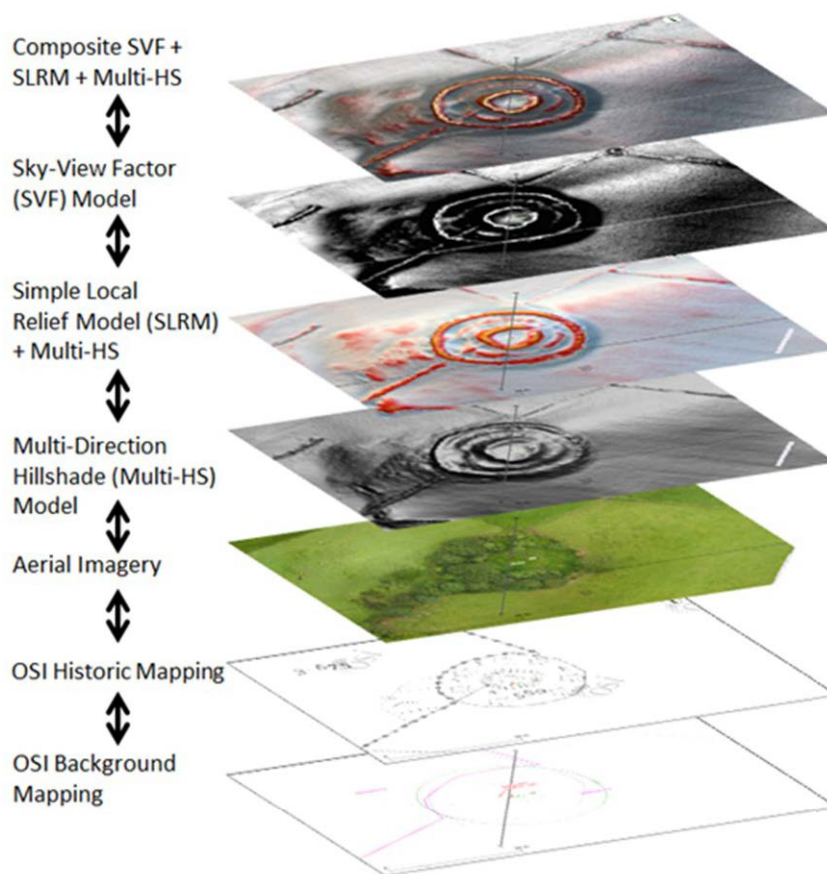 Composite SVF +
SLRM + Multi-HS
Sky-View Factor
(SVF) Model
Simple Local
Relief Model (SLRM)
+ Multi-HS
Multi-Direction
Hillshade (Multi-HS)
Model
Aerial Imagery
OSI Historic Mapping
OSI Background
Mapping